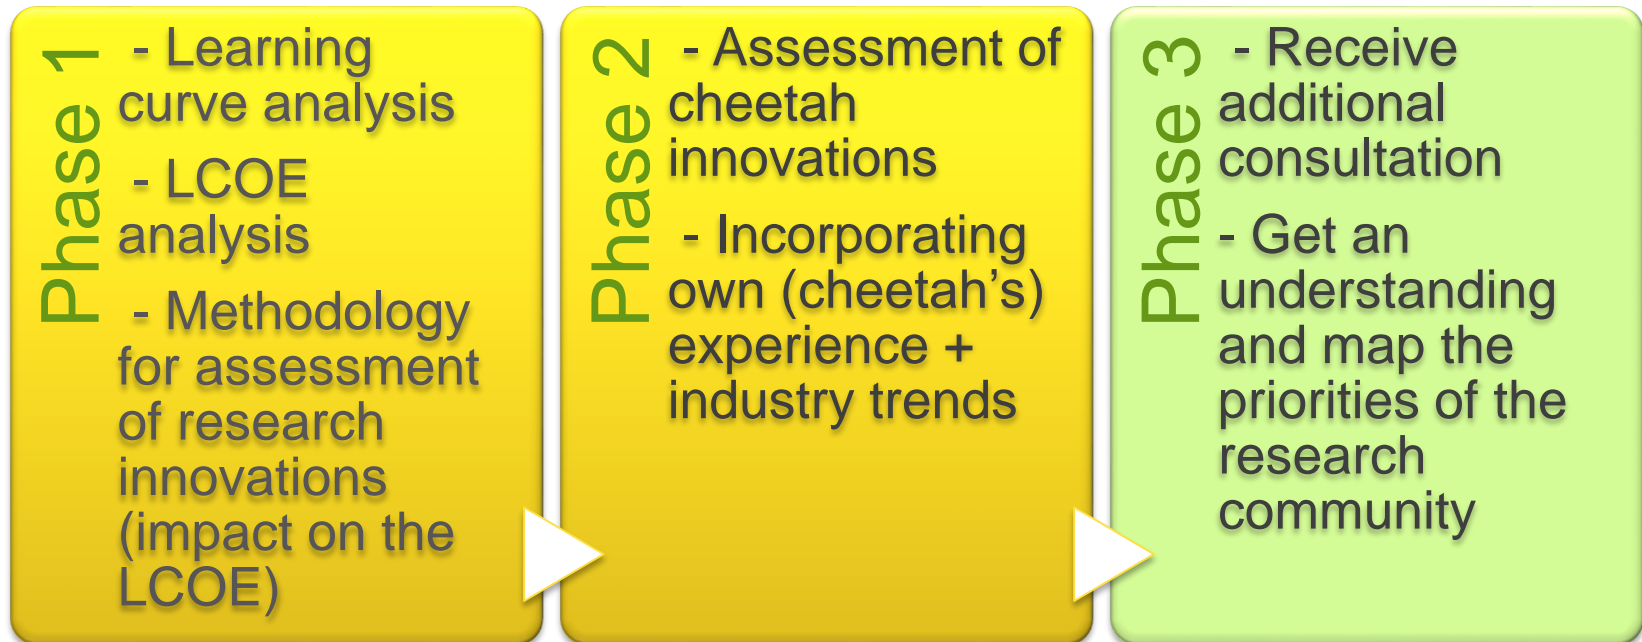 Phase 1
- Learning
curve analysis
- LCOE
analysis
- Methodology
for assessment
of research
innovations
(impact on the
LCOE)
Phase 2
- Assessment of
cheetah
innovations
- Incorporating
own (cheetah’s)
experience +
industry trends
Phase 3
- Receive
additional
consultation
- Get an
understanding
and map the
priorities of the
research
community